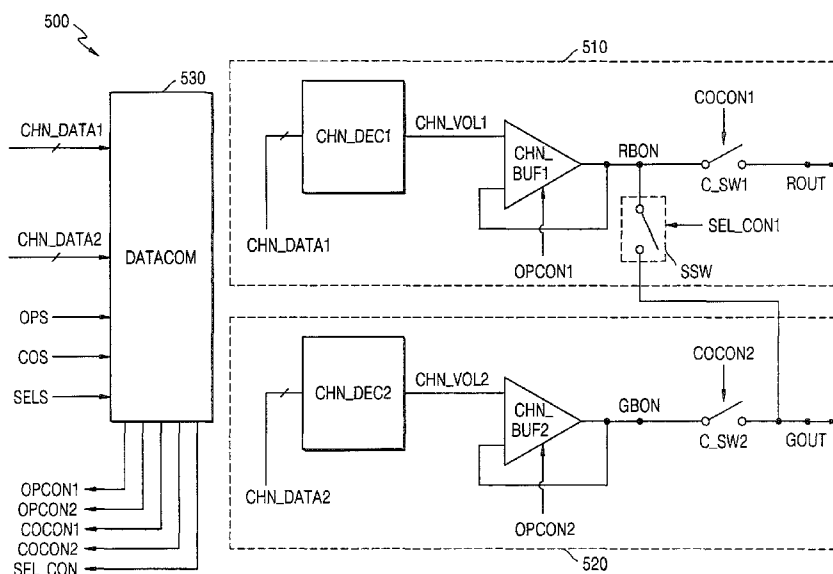 500
530
CHN_DATA1
CHN_DATA2
DATACOM
OPS
COS
SELS
OPCON1
OPCON2
COCON1
COCON2
SEL_CON
510
CHN_DEC1
CHN_VOL1
CHN_
BUF1
CHN_DATA1
OPCON1
RBON
COCON1
C_SW1
ROUT
SEL_CON1
SSW
CHN_DEC2
CHN_VOL2
CHN_
BUF2
CHN_DATA2
OPCON2
GBON
COCON2
C_SW2
GOUT
520